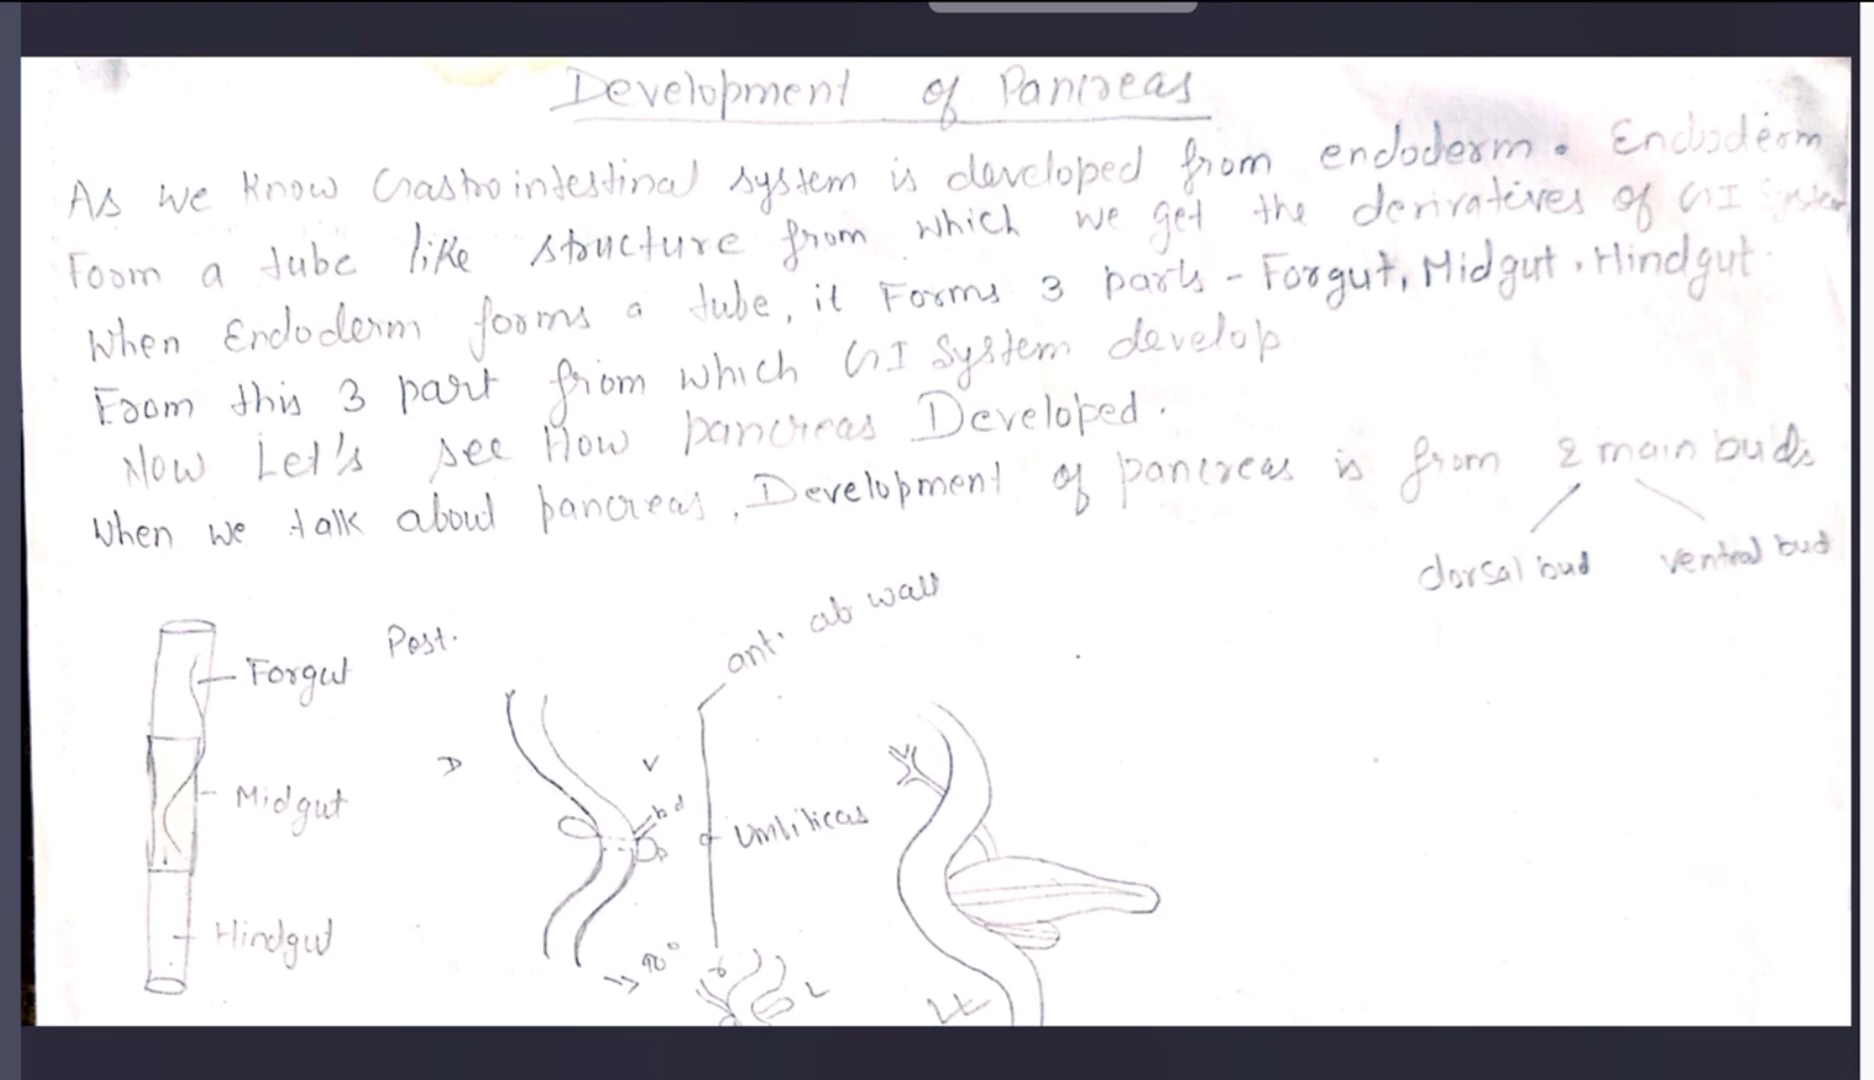 Development of Pancreas
As we know Gastrointestinal system is developed from endoderm. Endoderm
Form a tube like structure from which we get the derivatives of GI System
When Endoderm forms a tube, it Forms 3 parts - Forgut, Midgut, Hindgut.
From this 3 part from which GI System develop
Now Let's see How pancreas Developed.
When we talk about pancreas, Development of pancreas is from 2 main buds
dorsal bud ventral bud
ant. ab wall
Post.
Forgut
D
V
bd
Midgut
Umbilicas
Hindgut
90°
L